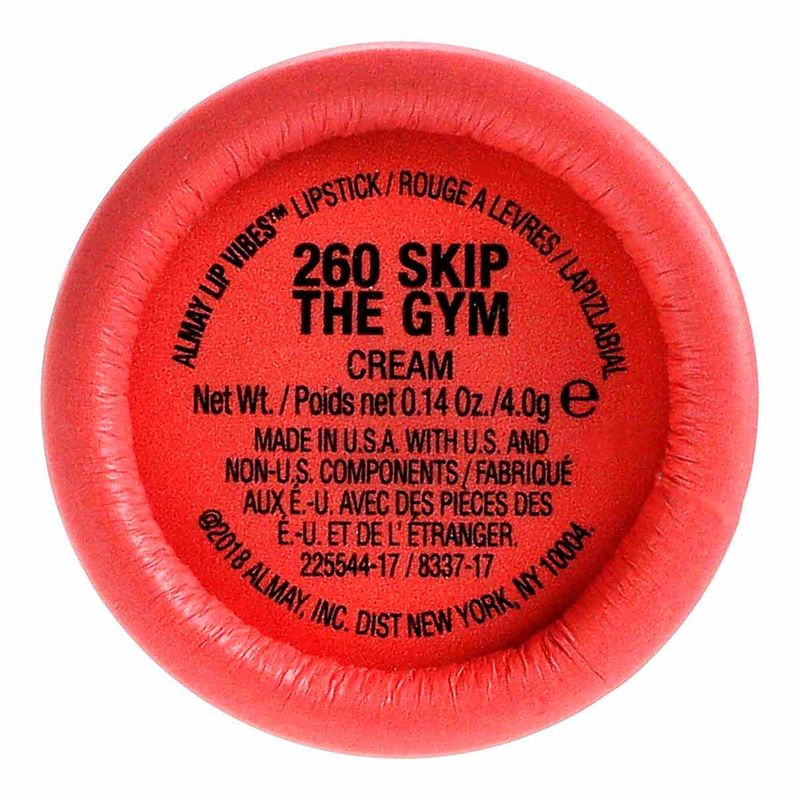 ALMAY LIP VIBES™ LIPSTICK / ROUGE A LEVRES / LAPIZLABIAL
260 SKIP
THE GYM
CREAM
Net Wt. / Poids net 0.14 Oz./4.0g ℮
MADE IN U.S.A. WITH U.S. AND
NON-U.S. COMPONENTS / FABRIQUÉ
AUX É.-U. AVEC DES PIÈCES DES
É.-U. ET DE L' ÉTRANGER.
225544-17 / 8337-17
©2018 ALMAY, INC. DIST NEW YORK, NY 10004.